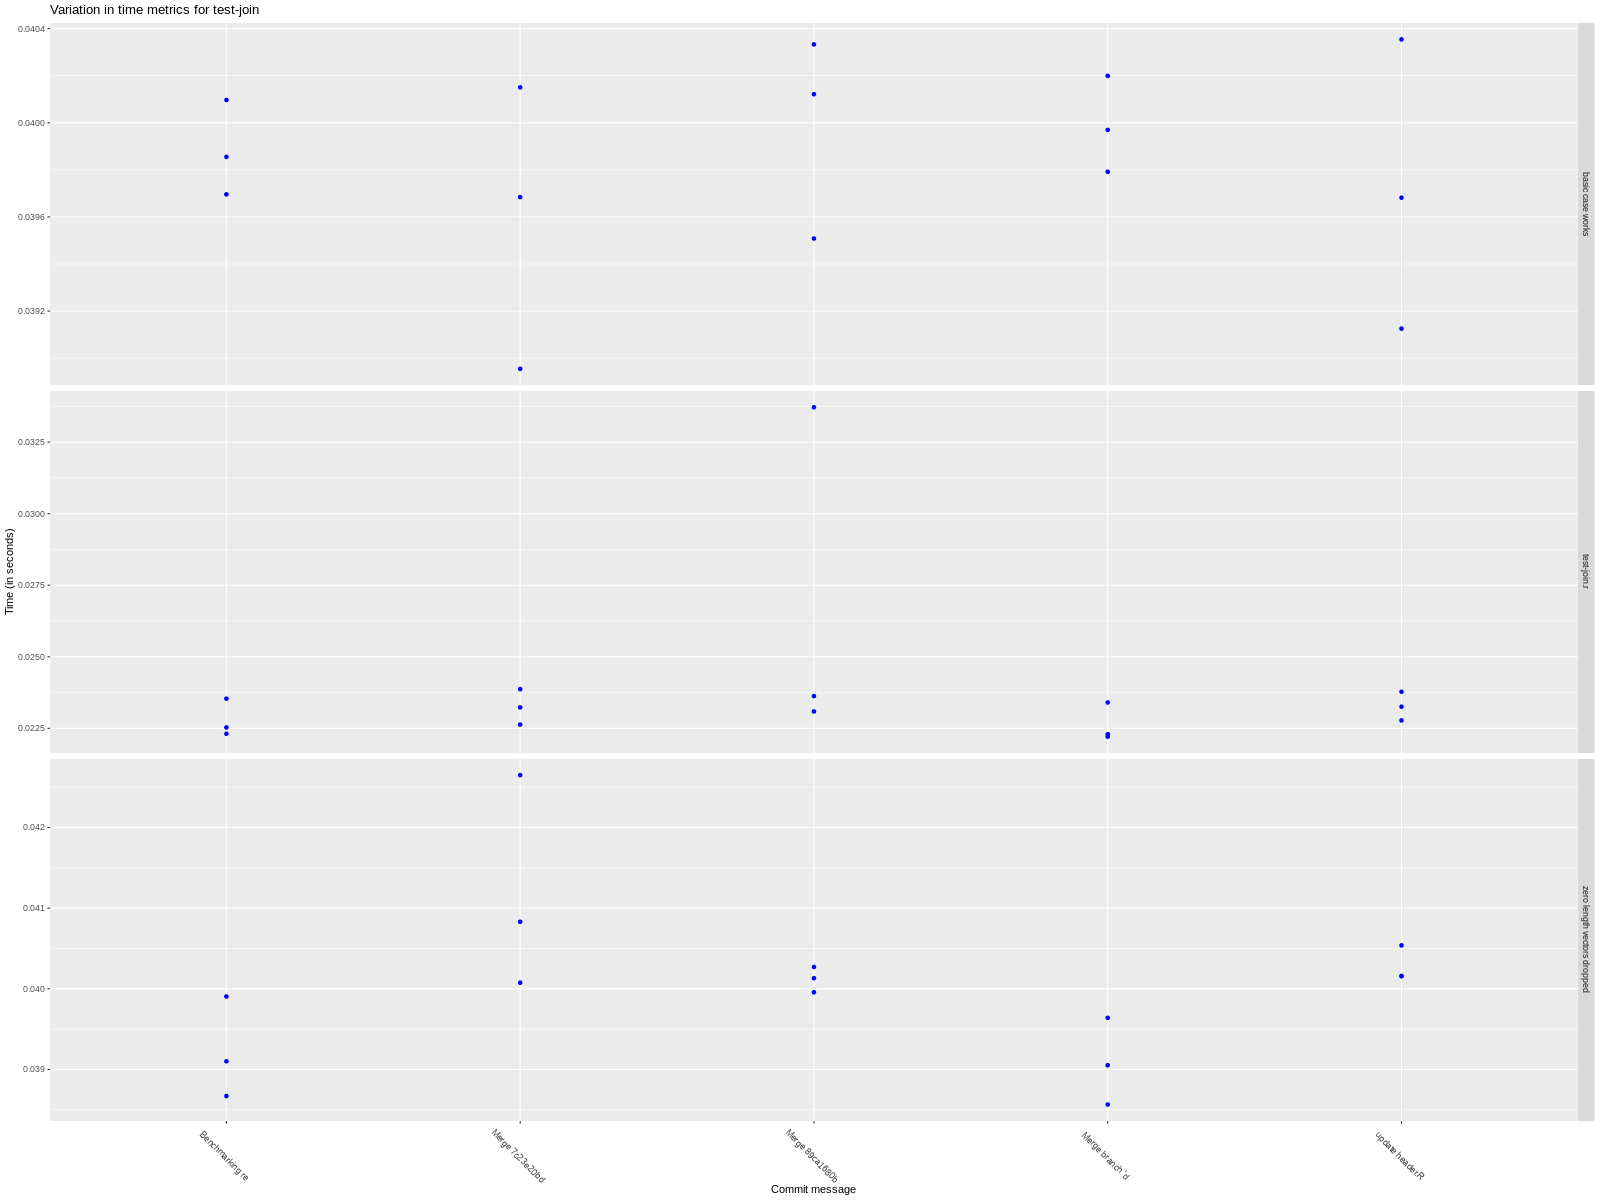 Variation in time metrics for test-join
0.0404
0.0400
0.0396
0.0392
basic case works
0.0325
0.0300
0.0275
0.0250
0.0225
test-join.r
0.042
0.041
0.040
0.039
zero length vectors dropped
Time (in seconds)
Benchmarking re
Merge 7c23e20bd
Merge 89ca1680b
Merge branch 'd
update header.R
Commit message